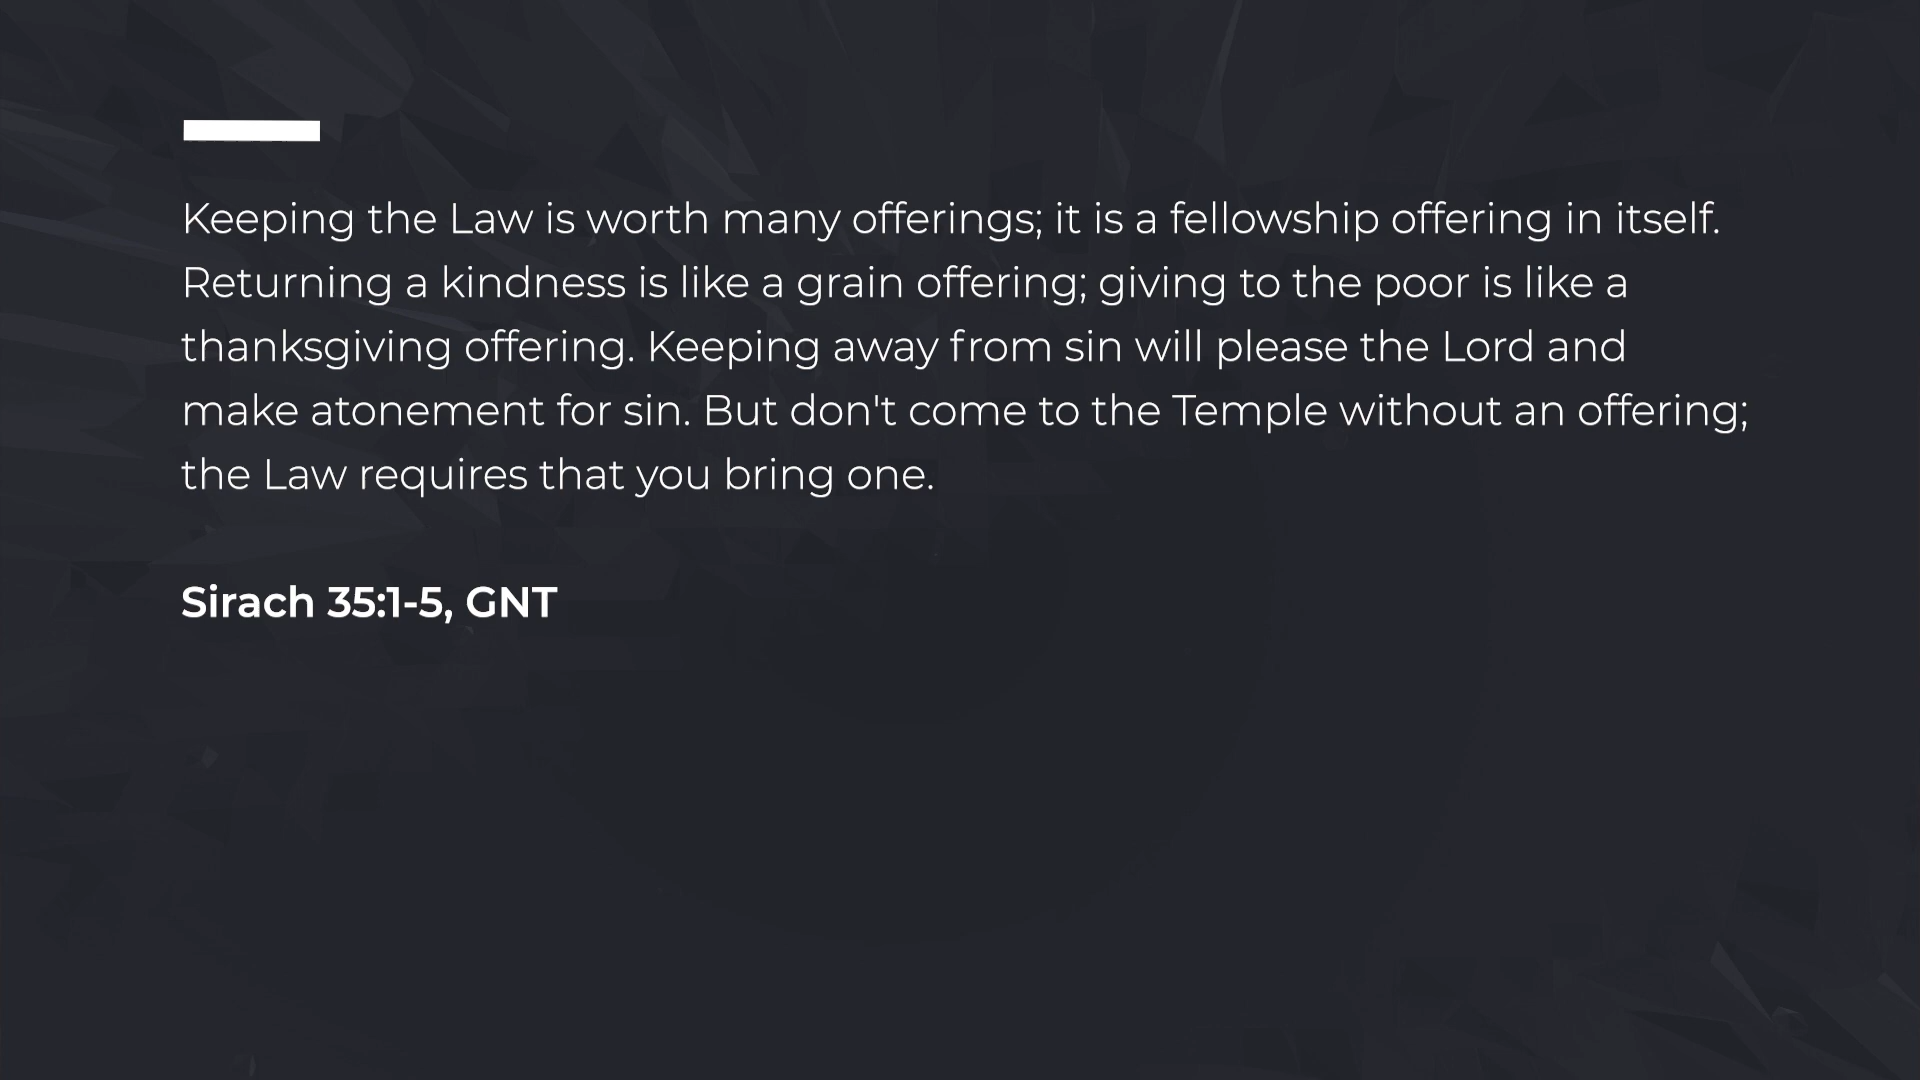 Keeping the Law is worth many offerings; it is a fellowship offering in itself.
Returning a kindness is like a grain offering; giving to the poor is like a
thanksgiving offering. Keeping away from sin will please the Lord and
make atonement for sin. But don't come to the Temple without an offering;
the Law requires that you bring one.
Sirach 35:1-5, GNT